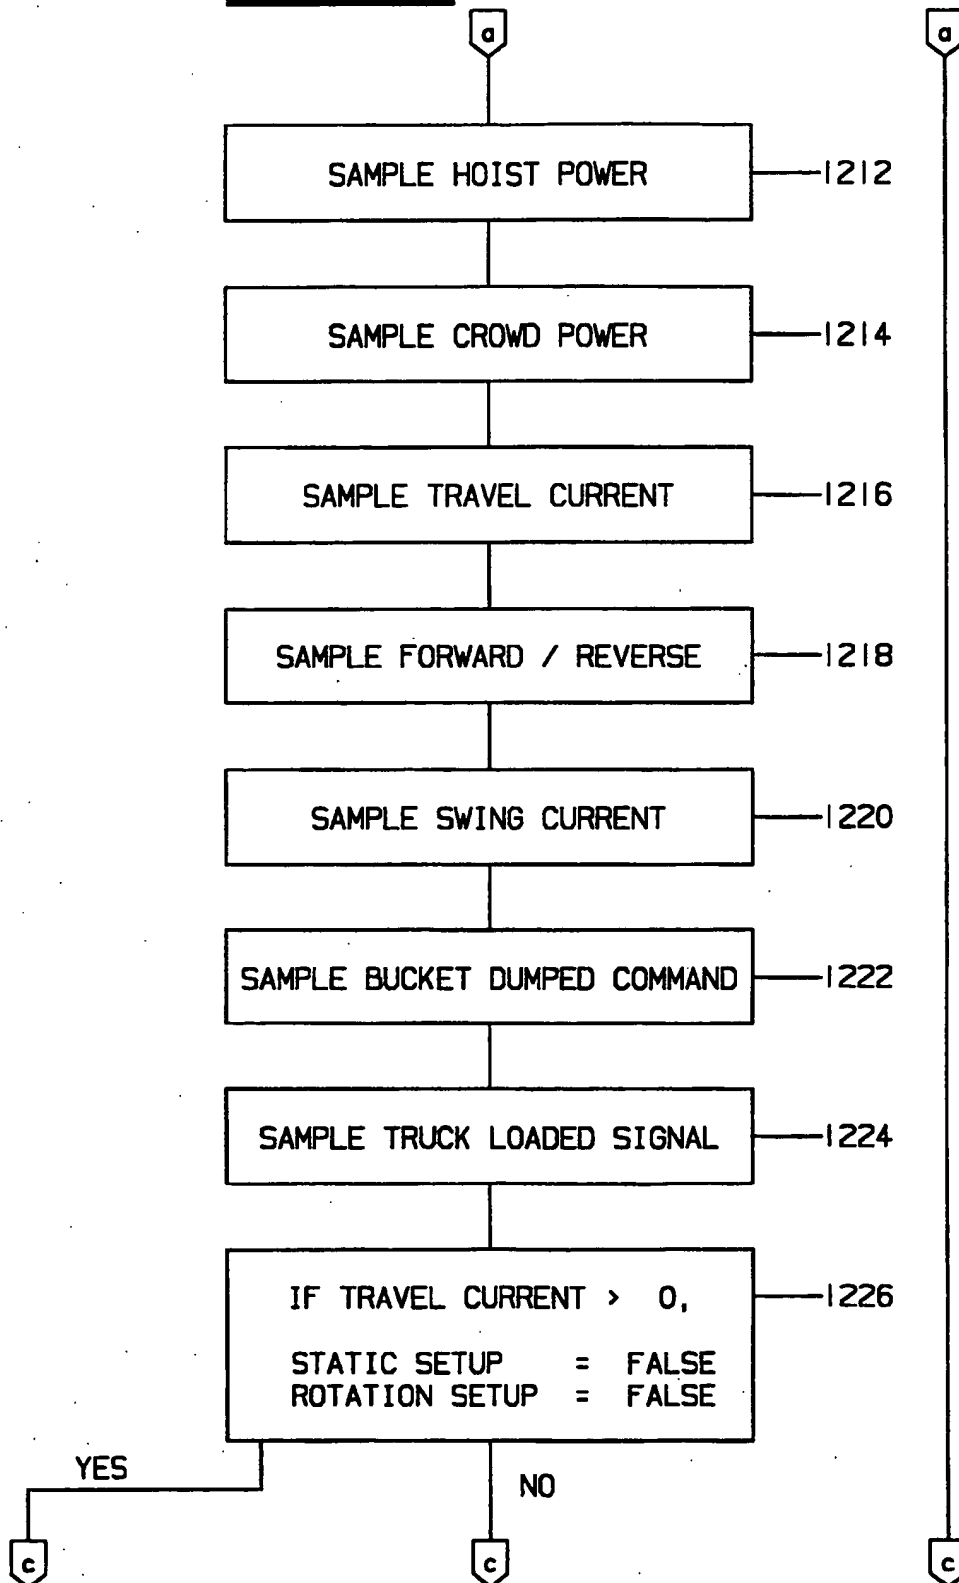 a a
SAMPLE HOIST POWER 1212
SAMPLE CROWD POWER 1214
SAMPLE TRAVEL CURRENT 1216
SAMPLE FORWARD / REVERSE 1218
SAMPLE SWING CURRENT 1220
SAMPLE BUCKET DUMPED COMMAND 1222
SAMPLE TRUCK LOADED SIGNAL 1224
IF TRAVEL CURRENT > 0, 1226
STATIC SETUP = FALSE
ROTATION SETUP = FALSE
YES
NO
c c c